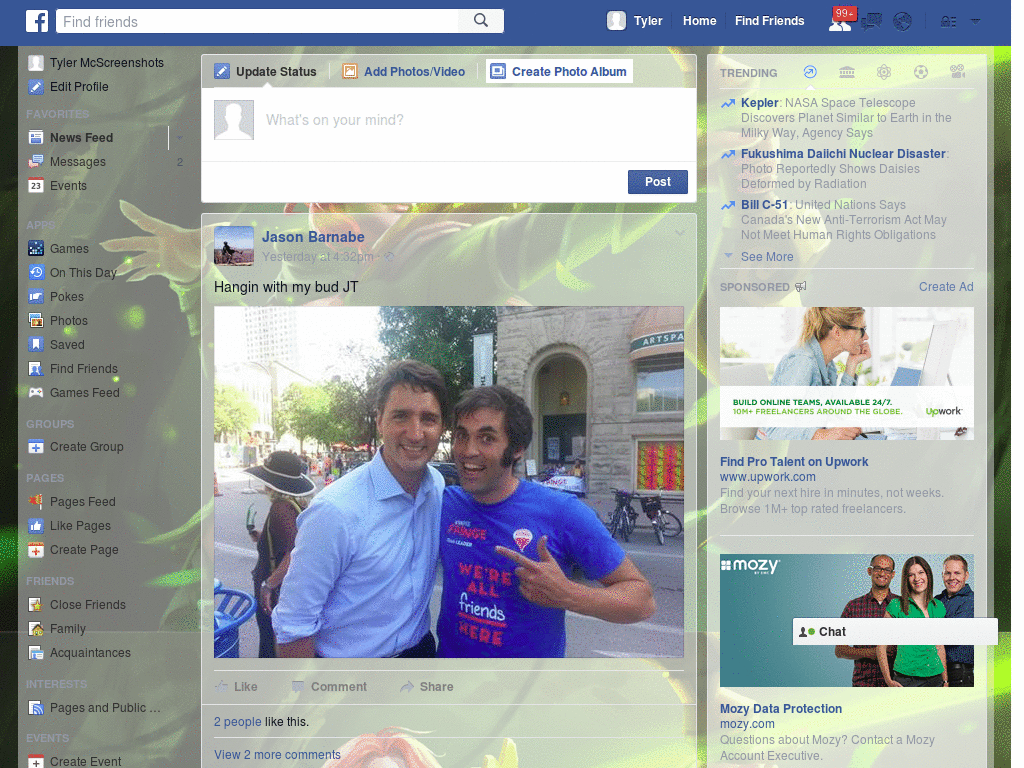 f
Find friends
Tyler
Home
Find Friends
99+
Tyler McScreenshots
Edit Profile
FAVORITES
News Feed
Messages
2
23
Events
APPS
Games
On This Day
Pokes
Photos
Saved
Find Friends
Games Feed
GROUPS
Create Group
PAGES
Pages Feed
Like Pages
Create Page
FRIENDS
Close Friends
Family
Acquaintances
INTERESTS
Pages and Public ...
EVENTS
Create Event
Update Status
Add Photos/Video
Create Photo Album
What's on your mind?
Post
Jason Barnabe
Yesterday at 4:32pm ·
Hangin with my bud JT
ARTSPA
FRINGE
WE'RE
ALL
friends
HERE
Like
Comment
Share
2 people like this.
View 2 more comments
TRENDING
Kepler: NASA Space Telescope
Discovers Planet Similar to Earth in the
Milky Way, Agency Says
Fukushima Daiichi Nuclear Disaster:
Photo Reportedly Shows Daisies
Deformed by Radiation
Bill C-51: United Nations Says
Canada's New Anti-Terrorism Act May
Not Meet Human Rights Obligations
See More
SPONSORED
Create Ad
BUILD ONLINE TEAMS, AVAILABLE 24/7.
10M+ FREELANCERS AROUND THE GLOBE.
Upwork
Find Pro Talent on Upwork
www.upwork.com
Find your next hire in minutes, not weeks.
Browse 1M+ top rated freelancers.
mozy
BY EMC
Chat
Mozy Data Protection
mozy.com
Questions about Mozy? Contact a Mozy
Account Executive.